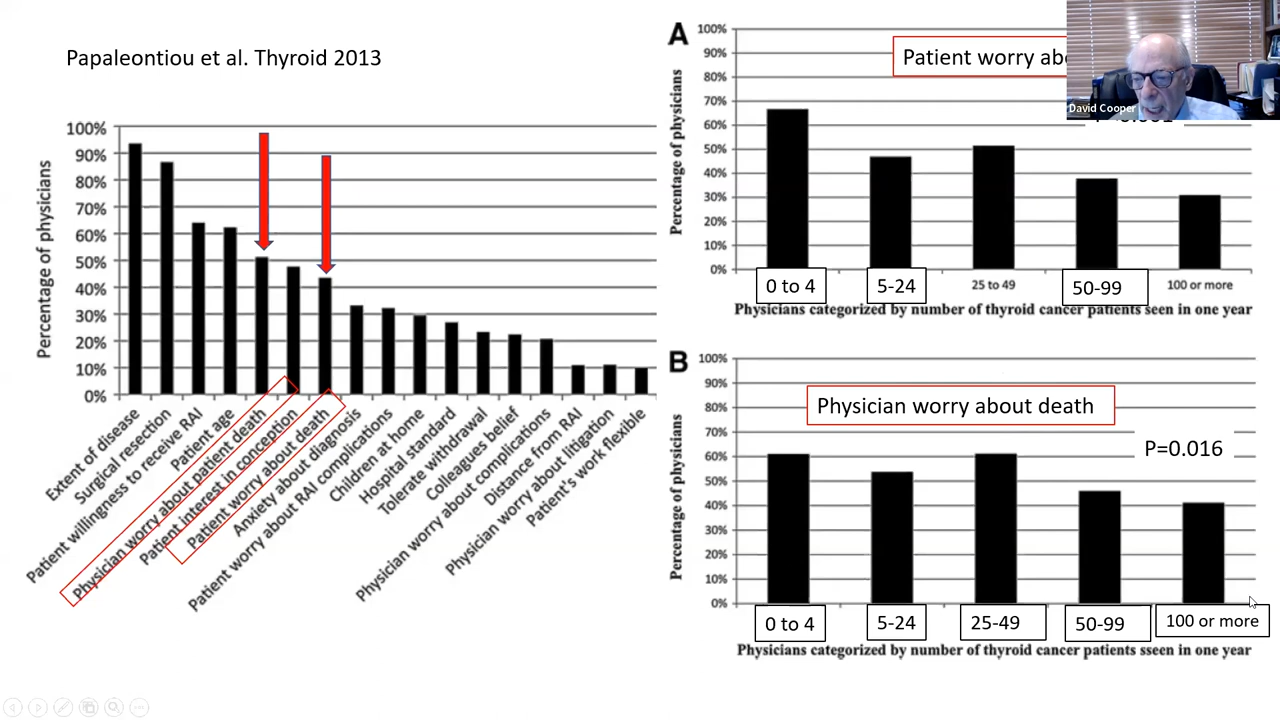 Papaleontiou et al. Thyroid 2013
100%
90%
80%
70%
60%
50%
40%
30%
20%
10%
0%
Percentage of physicians
Extent of disease
Surgical resection
Patient willingness to receive RAI
Patient age
Physician worry about patient death
Patient interest in conception
Patient worry about death
Anxiety about diagnosis
Patient worry about RAI complications
Children at home
Hospital standard
Tolerate withdrawal
Colleagues belief
Physician worry about complications
Distance from RAI
Physician worry about litigation
Patient's work flexible
A
Patient worry
David Cooper
100%
90%
80%
70%
60%
50%
40%
30%
20%
10%
0%
Percentage of physicians
0 to 4
5-24
25 to 49
50-99
100 or more
Physicians categorized by number of thyroid cancer patients seen in one year
B
Physician worry about death
P=0.016
100%
90%
80%
70%
60%
50%
40%
30%
20%
10%
0%
Percentage of physicians
0 to 4
5-24
25-49
50-99
100 or more
Physicians categorized by number of thyroid cancer patients sseen in one year